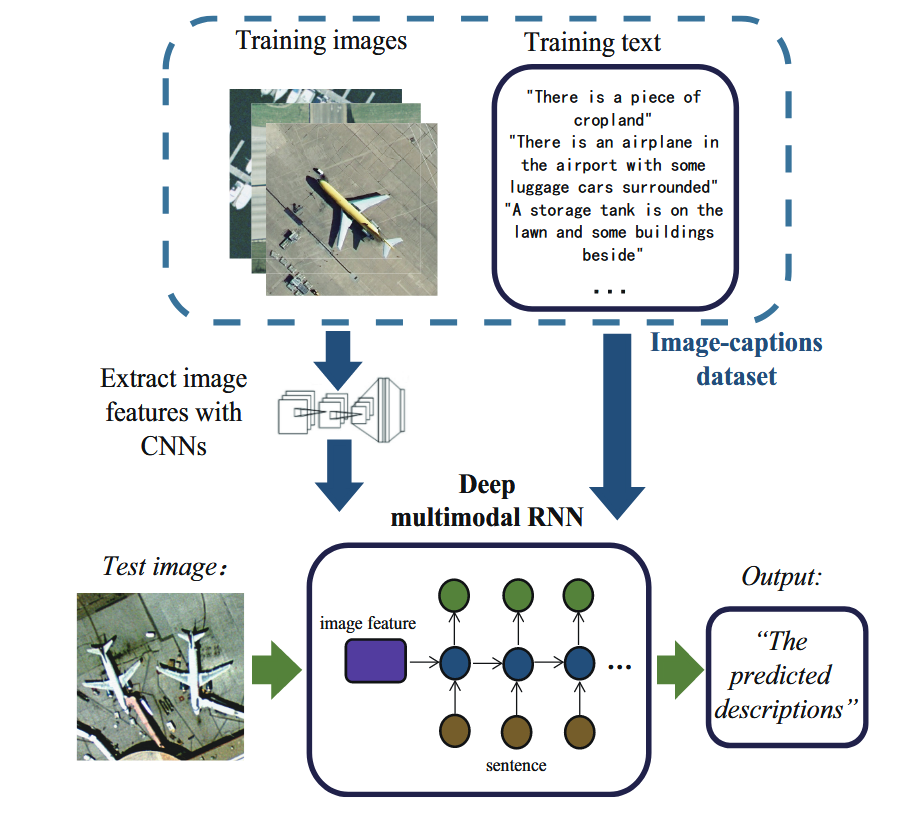 Training images
Training text
"There is a piece of
cropland"
"There is an airplane in
the airport with some
luggage cars surrounded"
"A storage tank is on the
lawn and some buildings
beside"
...
Image-captions
dataset
Extract image
features with
CNNs
Deep
multimodal RNN
Test image:
image feature
...
sentence
Output:
“The
predicted
descriptions”